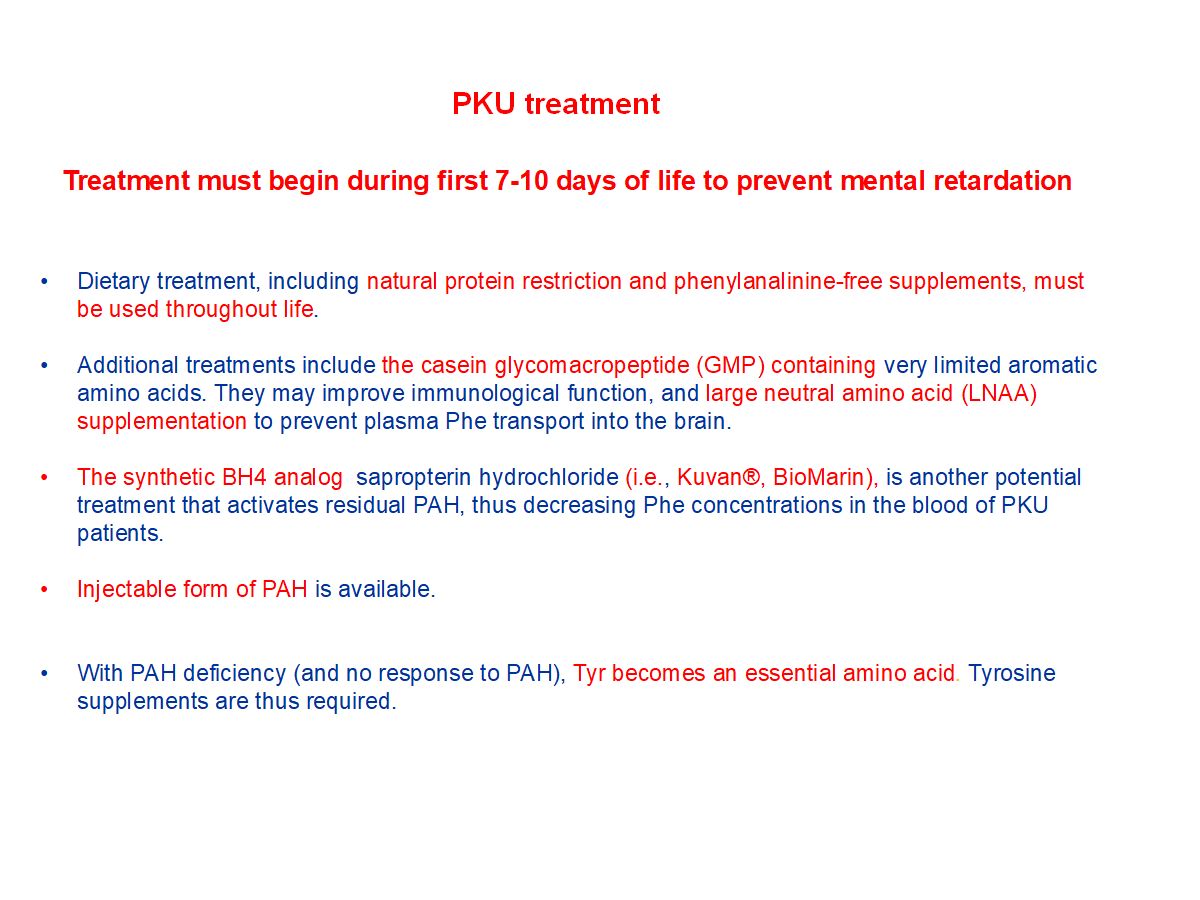 PKU treatment
Treatment must begin during first 7-10 days of life to prevent mental retardation
• Dietary treatment, including natural protein restriction and phenylanalinine-free supplements, must
be used throughout life.
• Additional treatments include the casein glycomacropeptide (GMP) containing very limited aromatic
amino acids. They may improve immunological function, and large neutral amino acid (LNAA)
supplementation to prevent plasma Phe transport into the brain.
• The synthetic BH4 analog  sapropterin hydrochloride (i.e., Kuvan®, BioMarin), is another potential
treatment that activates residual PAH, thus decreasing Phe concentrations in the blood of PKU
patients.
• Injectable form of PAH is available.
• With PAH deficiency (and no response to PAH), Tyr becomes an essential amino acid. Tyrosine
supplements are thus required.